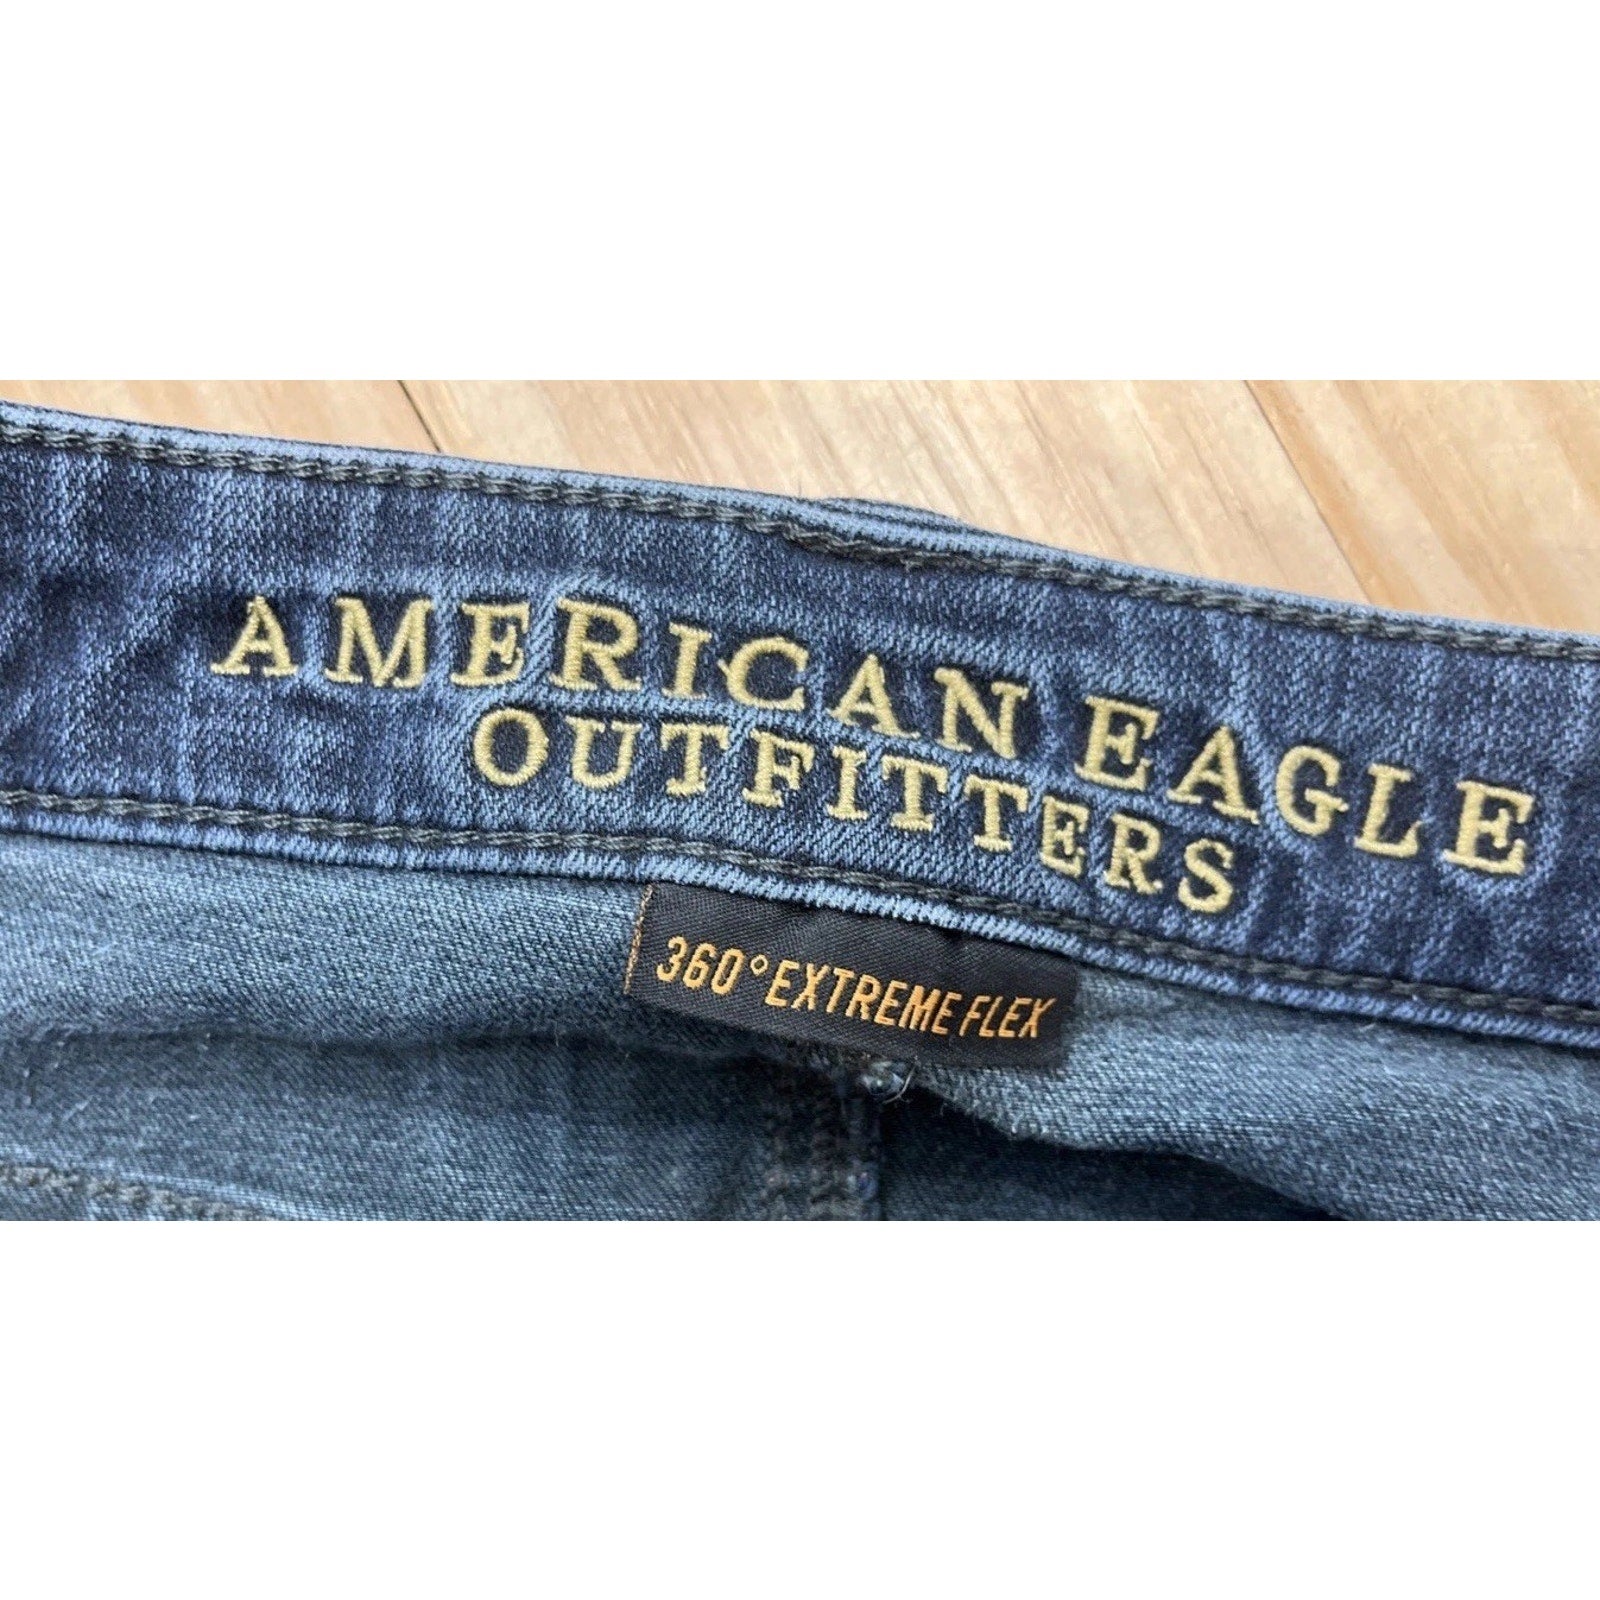 AMERICAN EAGLE
OUTFITTERS
360° EXTREME FLEX